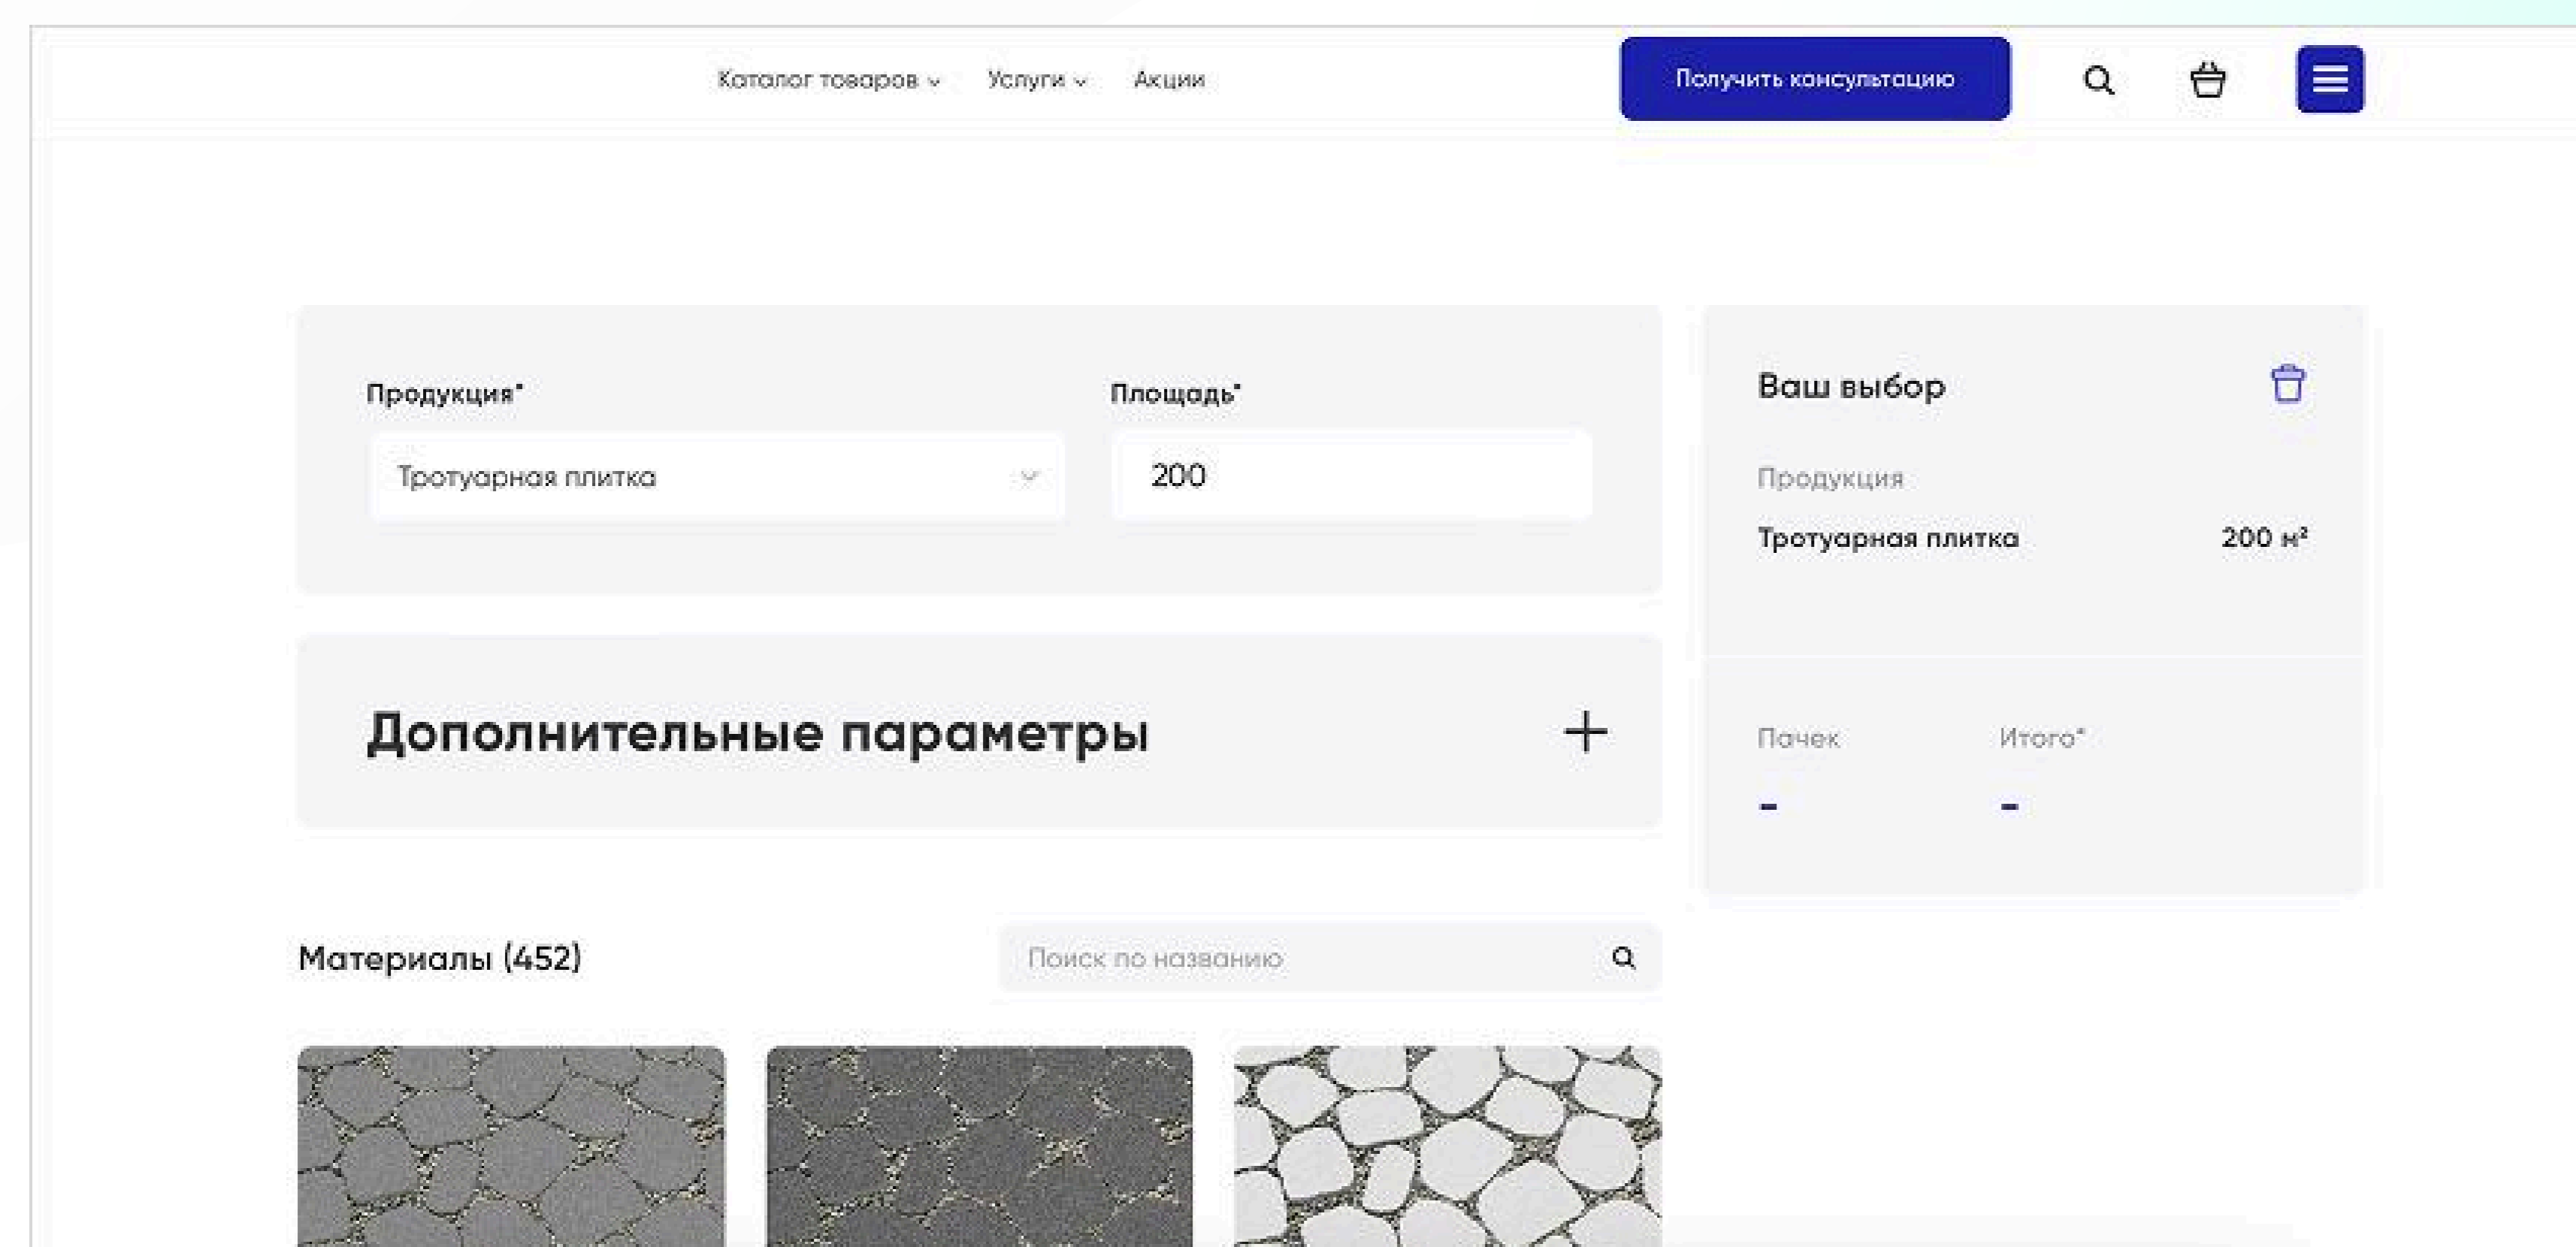 Каталог товаров
Услуги
Акции
Получить консультацию
Продукция*
Площадь*
Тротуарная плитка
200
Ваш выбор
Продукция
Тротуарная плитка 200 м²
Дополнительные параметры
Пачек
Итого*
-
-
Материалы (452)
Поиск по названию